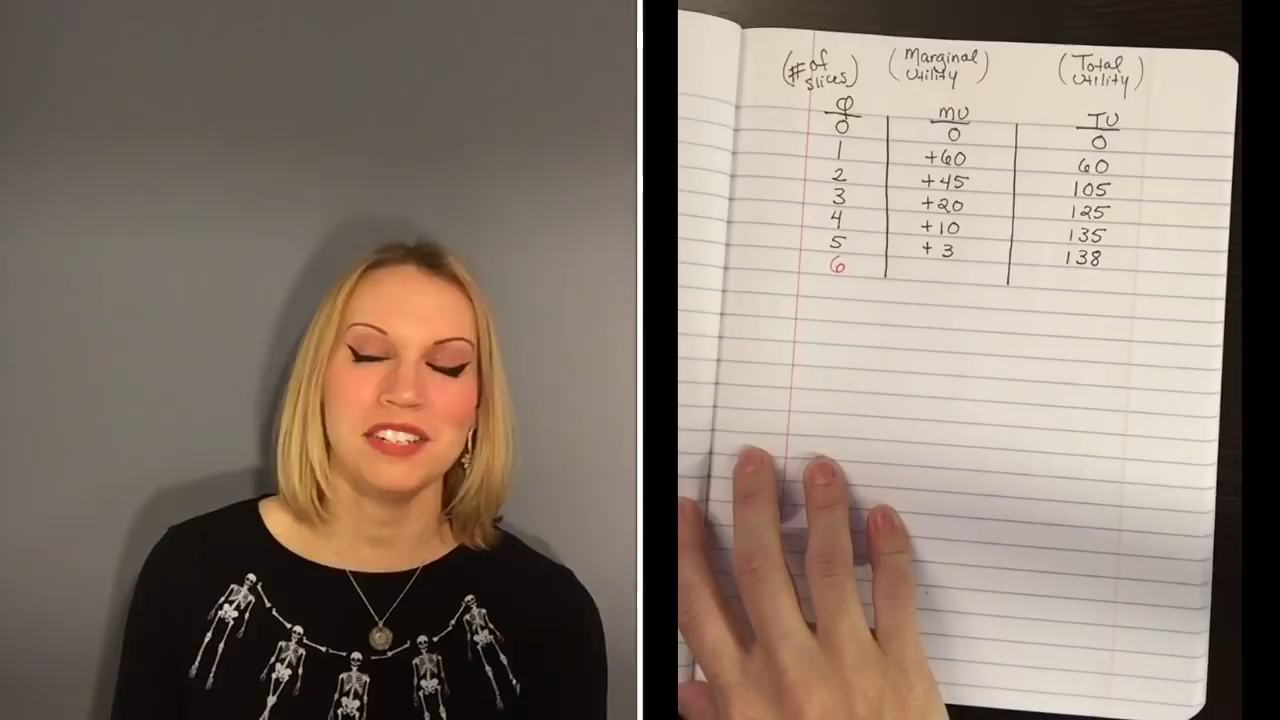 (# of slices) (Marginal Utility) (Total Utility)
Q MU TU
0 0 0
1 +60 60
2 +45 105
3 +20 125
4 +10 135
5 +3 138
6